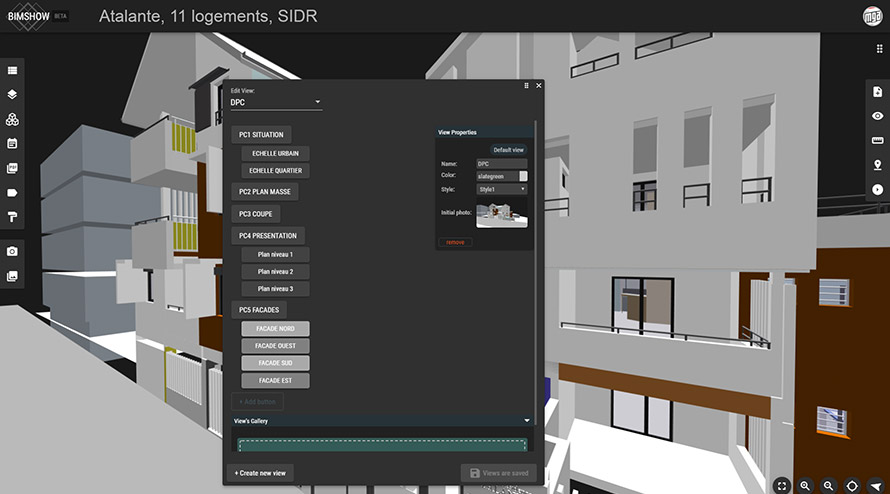 BIMSHOW BETA
Atalante, 11 logements, SIDR
mga
Edit View:
DPC
PC1 SITUATION
ECHELLE URBAIN
ECHELLE QUARTIER
PC2 PLAN MASSE
PC3 COUPE
PC4 PRESENTATION
Plan niveau 1
Plan niveau 2
Plan niveau 3
PC5 FACADES
FACADE NORD
FACADE OUEST
FACADE SUD
FACADE EST
+ Add button
View Properties
Default view
Name: DPC
Color: slategreen
Style: Style1
Initial photo:
remove
View's Gallery
+ Create new view
Views are saved